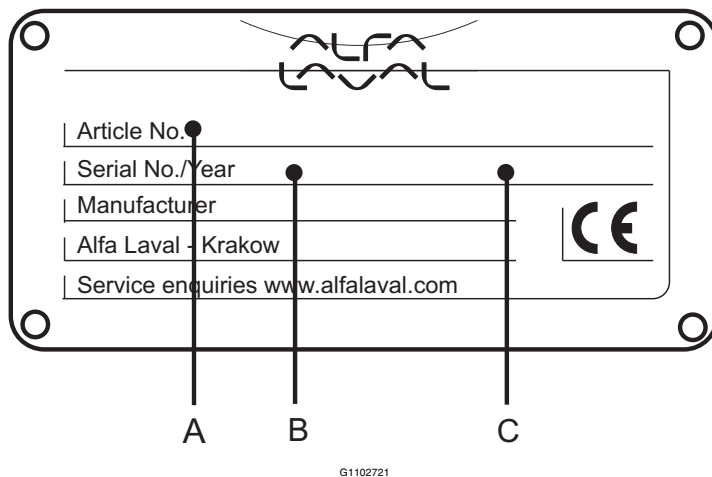 ALFA
LAVAL
Article No.
Serial No./Year
Manufacturer
Alfa Laval - Krakow
Service enquiries www.alfalaval.com
CE
A B C
G1102721